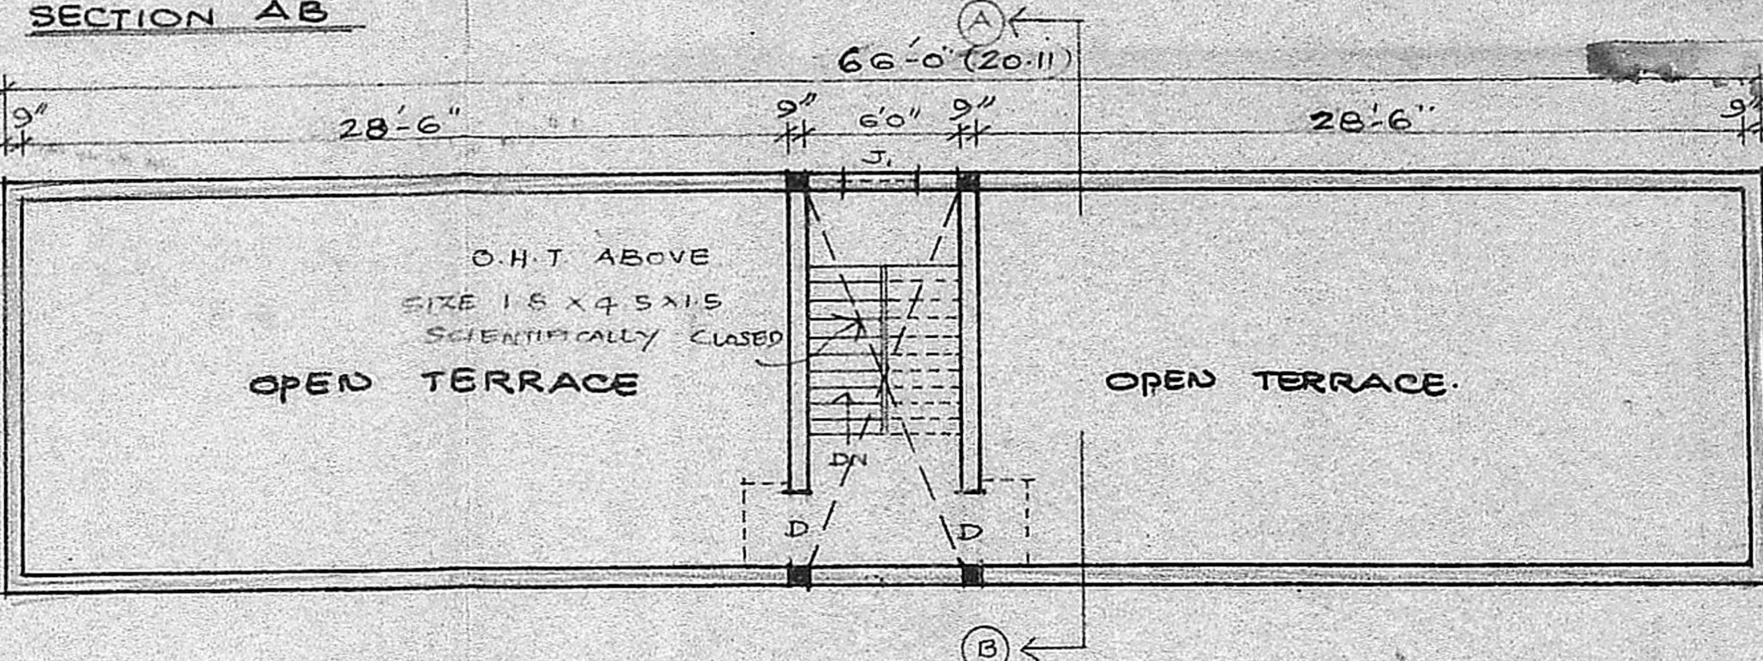 SECTION AB
A
66'-0" (20.11)
9" 28'-6" 9" 6'0" 9" 28'-6" 9"
J1
O.H.T ABOVE
SIZE 1.5 x 4.5 x 1.5
SCIENTIFICALLY CLOSED
OPEN TERRACE
OPEN TERRACE.
DN
D
D
B